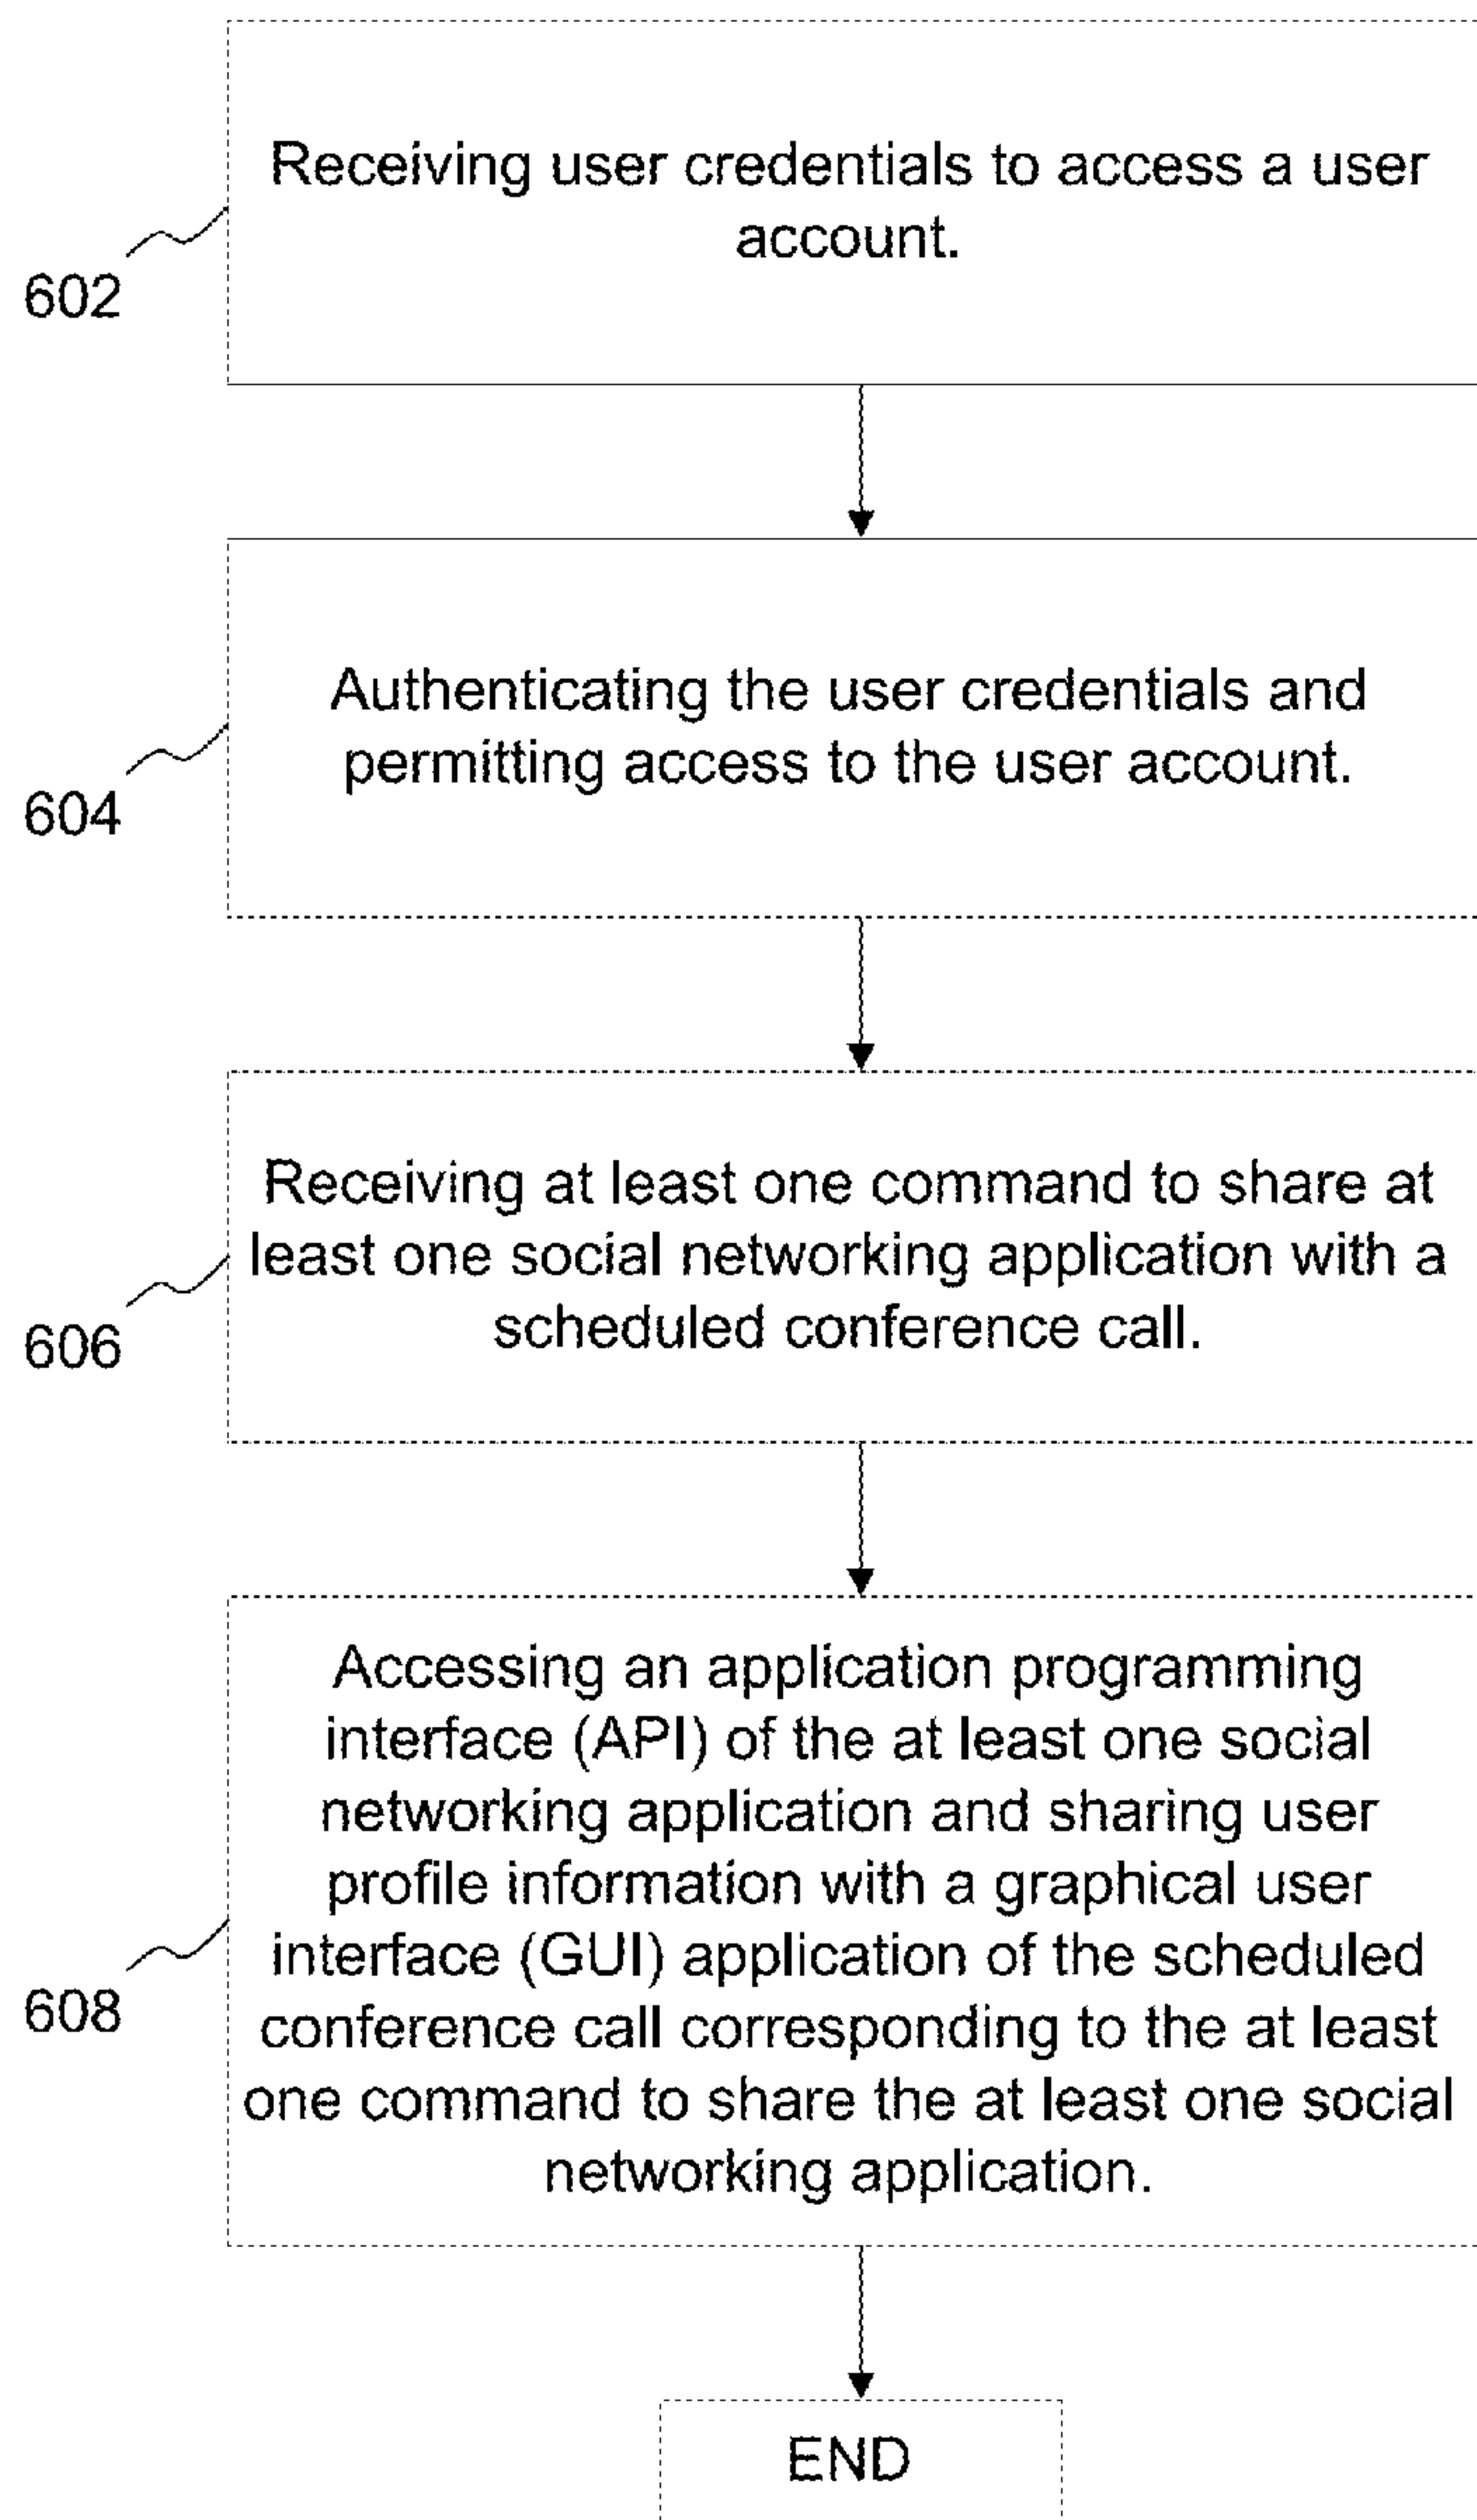 Receiving user credentials to access a user
account.
602
Authenticating the user credentials and
permitting access to the user account.
604
Receiving at least one command to share at
least one social networking application with a
scheduled conference call.
606
Accessing an application programming
interface (API) of the at least one social
networking application and sharing user
profile information with a graphical user
interface (GUI) application of the scheduled
conference call corresponding to the at least
one command to share the at least one social
networking application.
608
END